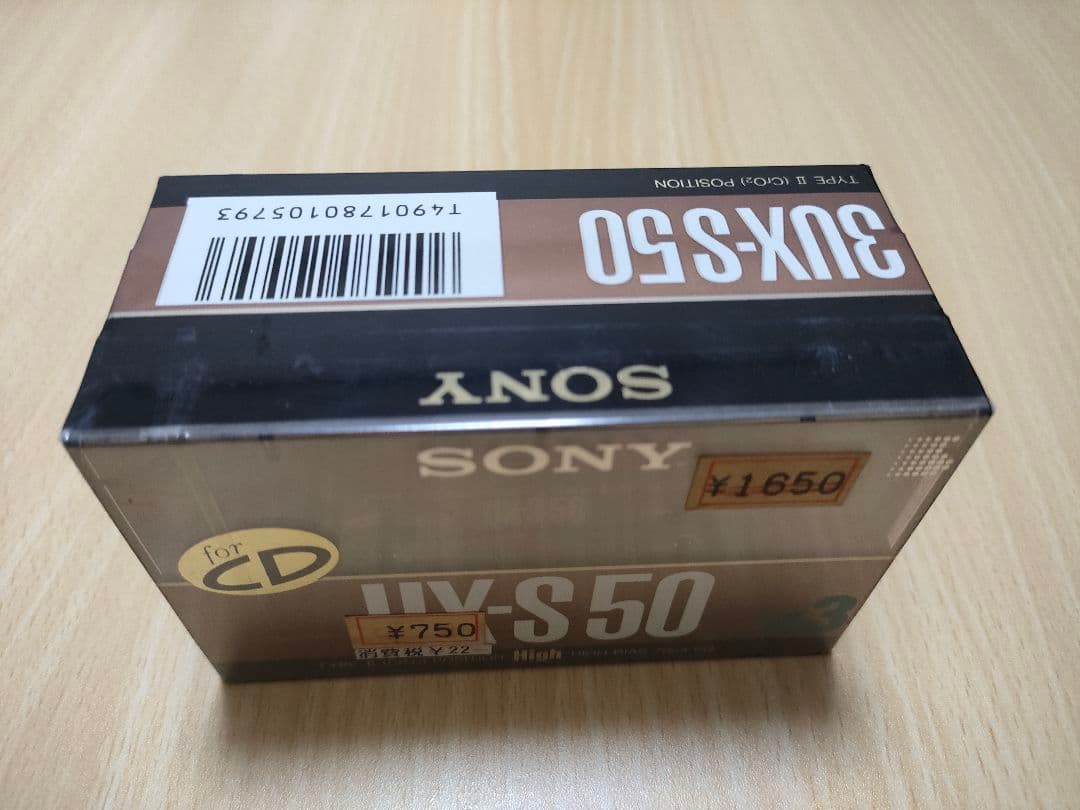 TYPE II (CrO₂) POSITION
3UX-S50
T4901780105793
SONY
SONY
¥1650
for
CD
UX-S50
3
¥750
消費税¥22
POSITION High